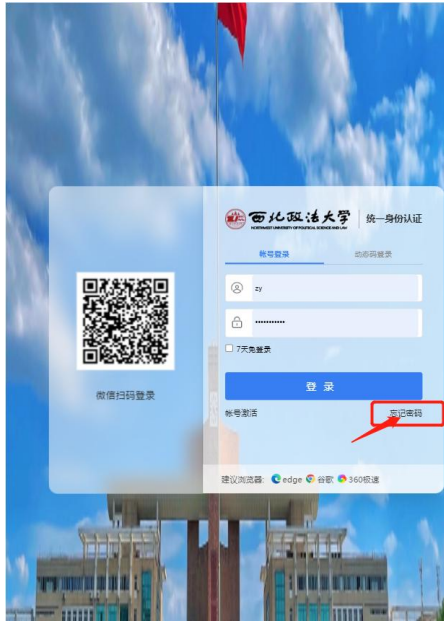 西北政法大学
NORTHWEST UNIVERSITY OF POLITICAL SCIENCE AND LAW
统一身份认证
帐号登录
动态码登录
zy
•••••••••••
7天免登录
登 录
微信扫码登录
帐号激活
忘记密码
建议浏览器: edge 谷歌 360极速